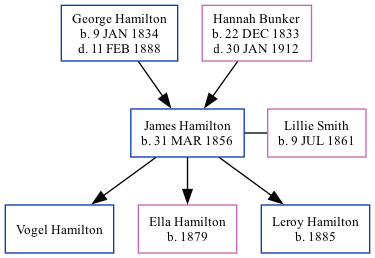 George Hamilton
b. 9 JAN 1834
d. 11 FEB 1888
Hannah Bunker
b. 22 DEC 1833
d. 30 JAN 1912
James Hamilton
b. 31 MAR 1856
Lillie Smith
b. 9 JUL 1861
Vogel Hamilton
Ella Hamilton
b. 1879
Leroy Hamilton
b. 1885